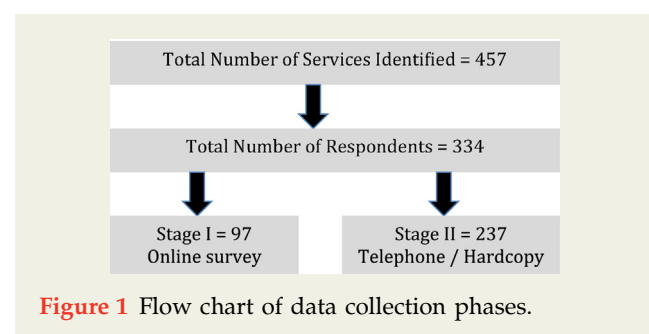 Total Number of Services Identified = 457
Total Number of Respondents = 334
Stage I = 97
Online survey
Stage II = 237
Telephone / Hardcopy
Figure 1 Flow chart of data collection phases.